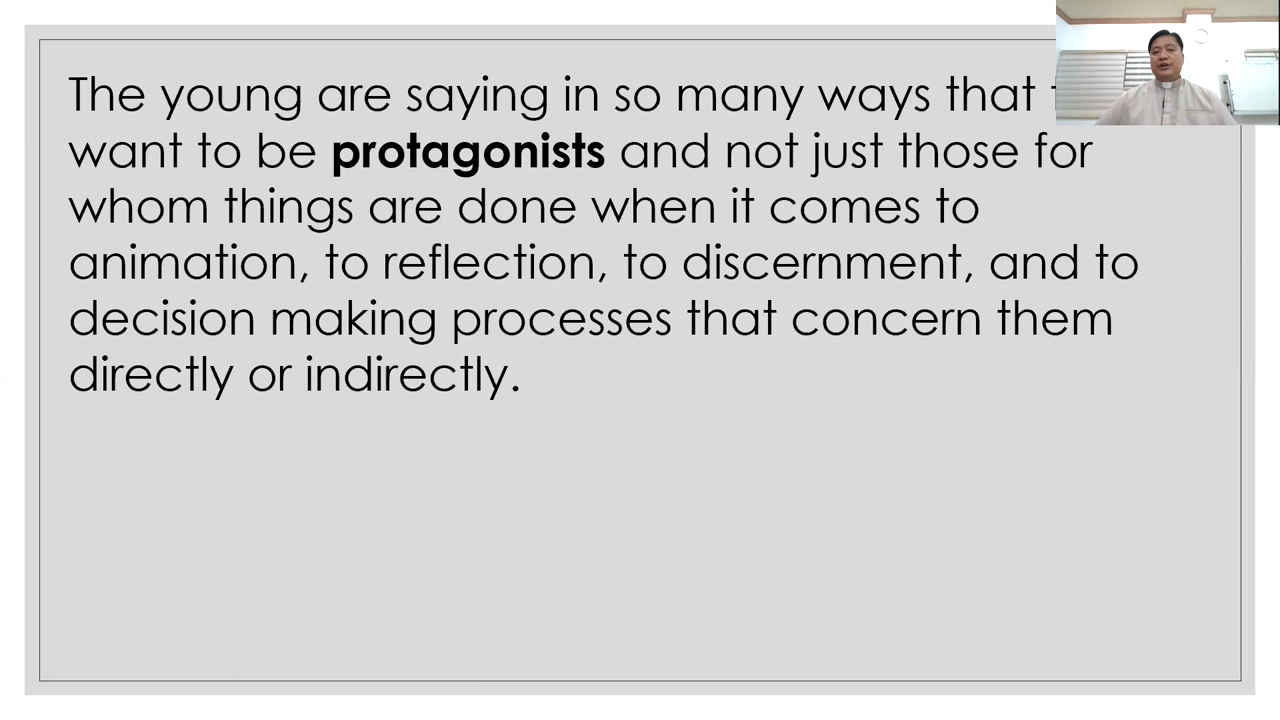 The young are saying in so many ways that
want to be protagonists and not just those for
whom things are done when it comes to
animation, to reflection, to discernment, and to
decision making processes that concern them
directly or indirectly.